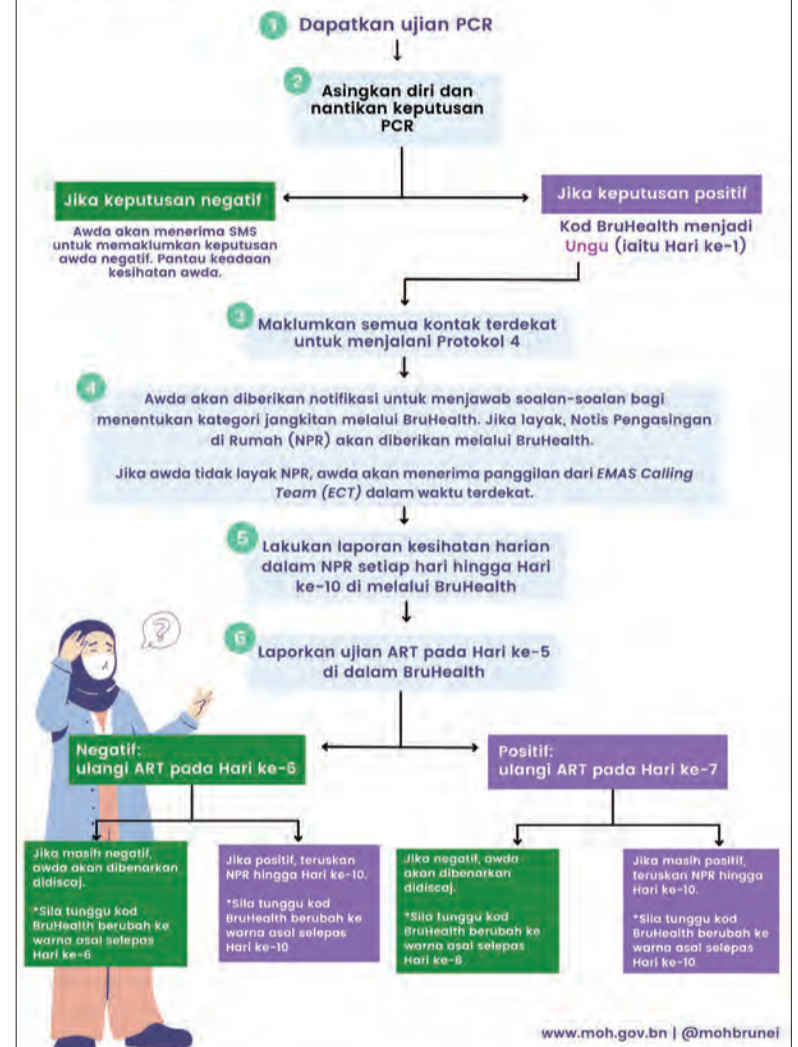 1 Dapatkan ujian PCR
2 Asingkan diri dan
nantikan keputusan
PCR
Jika keputusan negatif
Awda akan menerima SMS
untuk memaklumkan keputusan
awda negatif. Pantau keadaan
kesihatan awda.
Jika keputusan positif
Kod BruHealth menjadi
Ungu (iaitu Hari ke-1)
3 Maklumkan semua kontak terdekat
untuk menjalani Protokol 4
4 Awda akan diberikan notifikasi untuk menjawab soalan-soalan bagi
menentukan kategori jangkitan melalui BruHealth. Jika layak, Notis Pengasingan
di Rumah (NPR) akan diberikan melalui BruHealth.
Jika awda tidak layak NPR, awda akan menerima panggilan dari EMAS Calling
Team (ECT) dalam waktu terdekat.
5 Lakukan laporan kesihatan harian
dalam NPR setiap hari hingga Hari
ke-10 di melalui BruHealth
6 Laporkan ujian ART pada Hari ke-5
di dalam BruHealth
?
Negatif:
ulangi ART pada Hari ke-6
Positif:
ulangi ART pada Hari ke-7
Jika masih negatif,
awda akan dibenarkan
didiscaj.
*Sila tunggu kod
BruHealth berubah ke
warna asal selepas
Hari ke-6
Jika positif, teruskan
NPR hingga Hari ke-10.
*Sila tunggu kod
BruHealth berubah ke
warna asal selepas
Hari ke-10
Jika negatif, awda
akan dibenarkan
didiscaj.
*Sila tunggu kod
BruHealth berubah ke
warna asal selepas
Hari ke-8
Jika masih positif,
teruskan NPR hingga
Hari ke-10.
*Sila tunggu kod
BruHealth berubah ke
warna asal selepas
Hari ke-10
www.moh.gov.bn | @mohbrunei